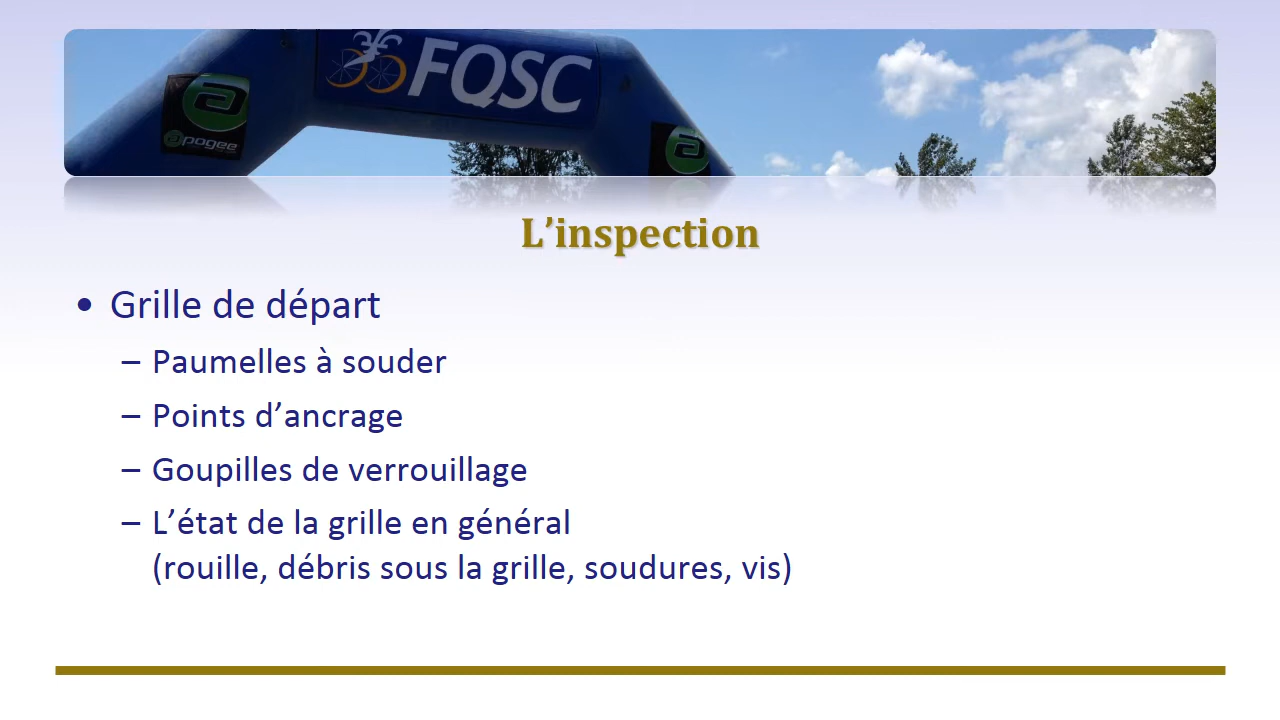 FQSC
apogee
L’inspection
• Grille de départ
– Paumelles à souder
– Points d’ancrage
– Goupilles de verrouillage
– L’état de la grille en général
(rouille, débris sous la grille, soudures, vis)